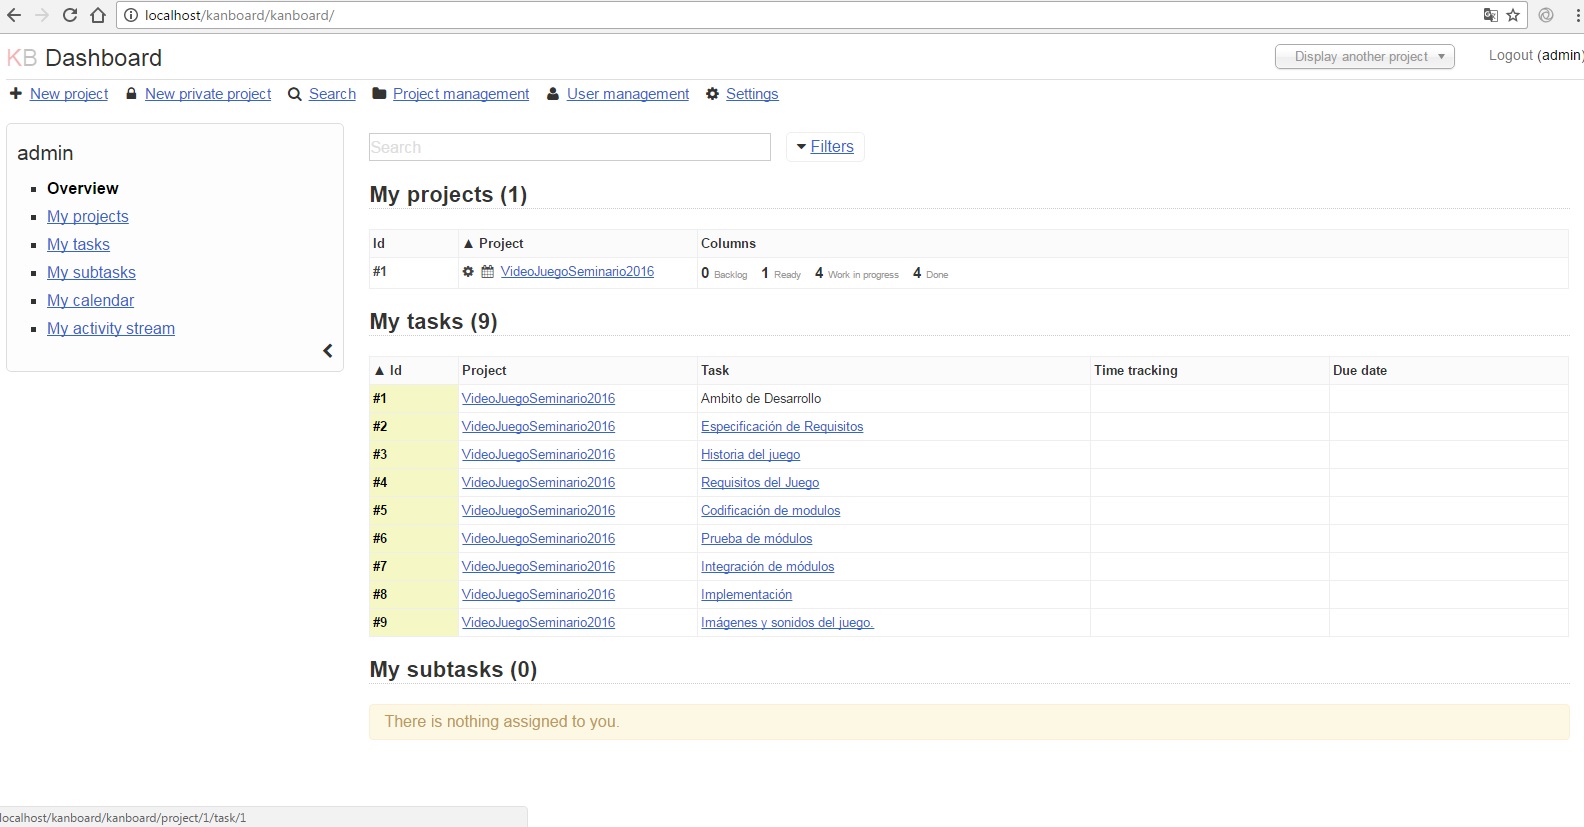 localhost/kanboard/kanboard/
KB Dashboard
Display another project
Logout (admin)
New project
New private project
Search
Project management
User management
Settings
admin
Overview
My projects
My tasks
My subtasks
My calendar
My activity stream
Search
Filters
My projects (1)
Id ▲ Project Columns
#1 VideoJuegoSeminario2016 0 Backlog 1 Ready 4 Work in progress 4 Done
My tasks (9)
▲ Id Project Task Time tracking Due date
#1 VideoJuegoSeminario2016 Ambito de Desarrollo
#2 VideoJuegoSeminario2016 Especificación de Requisitos
#3 VideoJuegoSeminario2016 Historia del juego
#4 VideoJuegoSeminario2016 Requisitos del Juego
#5 VideoJuegoSeminario2016 Codificación de modulos
#6 VideoJuegoSeminario2016 Prueba de módulos
#7 VideoJuegoSeminario2016 Integración de módulos
#8 VideoJuegoSeminario2016 Implementación
#9 VideoJuegoSeminario2016 Imágenes y sonidos del juego.
My subtasks (0)
There is nothing assigned to you.
localhost/kanboard/kanboard/project/1/task/1